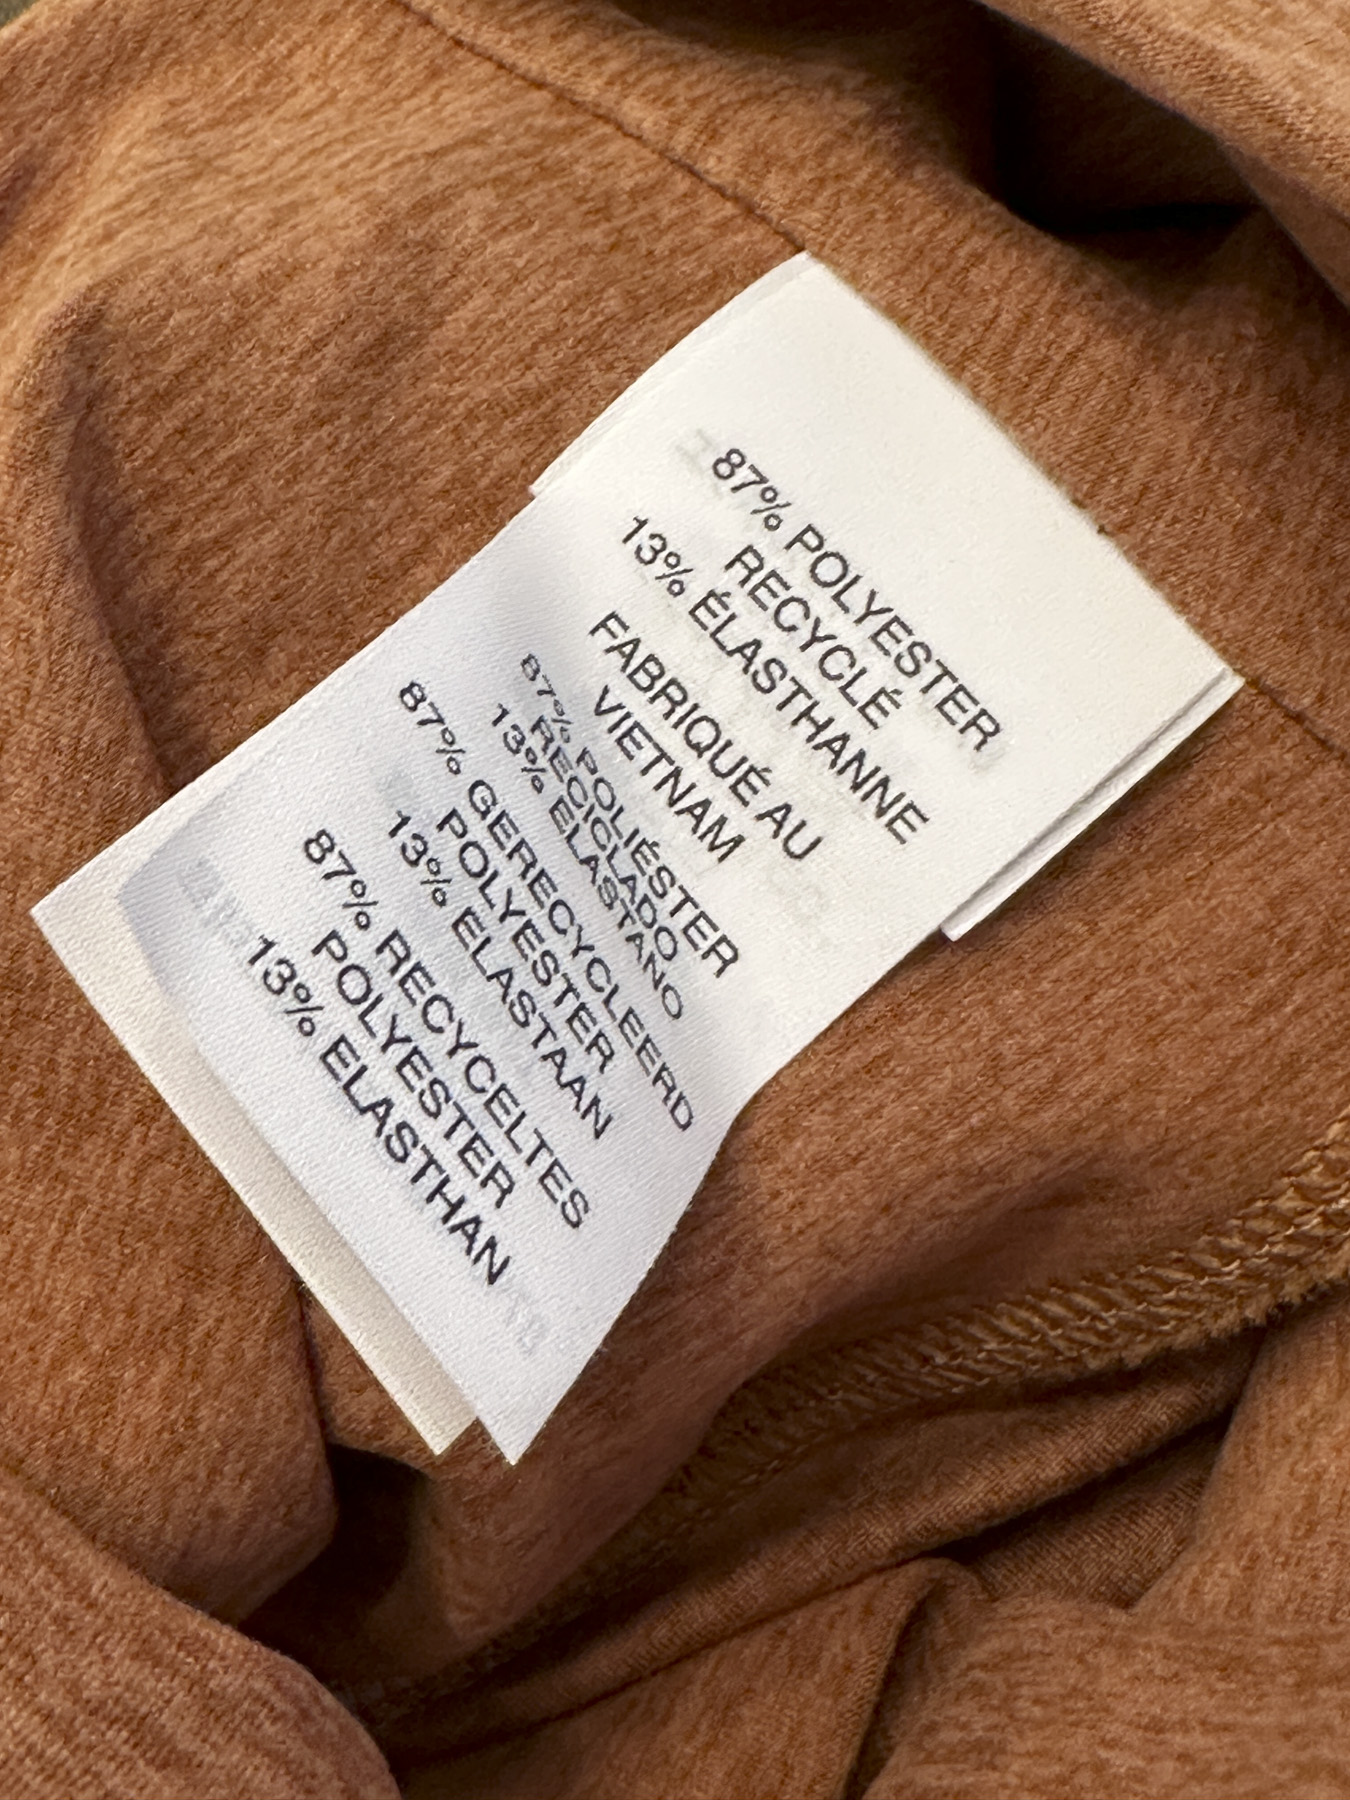 87% POLYESTER
RECYCLÉ
13% ÉLASTHANNE
FABRIQUÉ AU
VIETNAM
87% POLIÉSTER
RECICLADO
13% ELASTANO
87% GERECYCLEERD
POLYESTER
13% ELASTAAN
87% RECYCELTES
POLYESTER
13% ELASTHAN